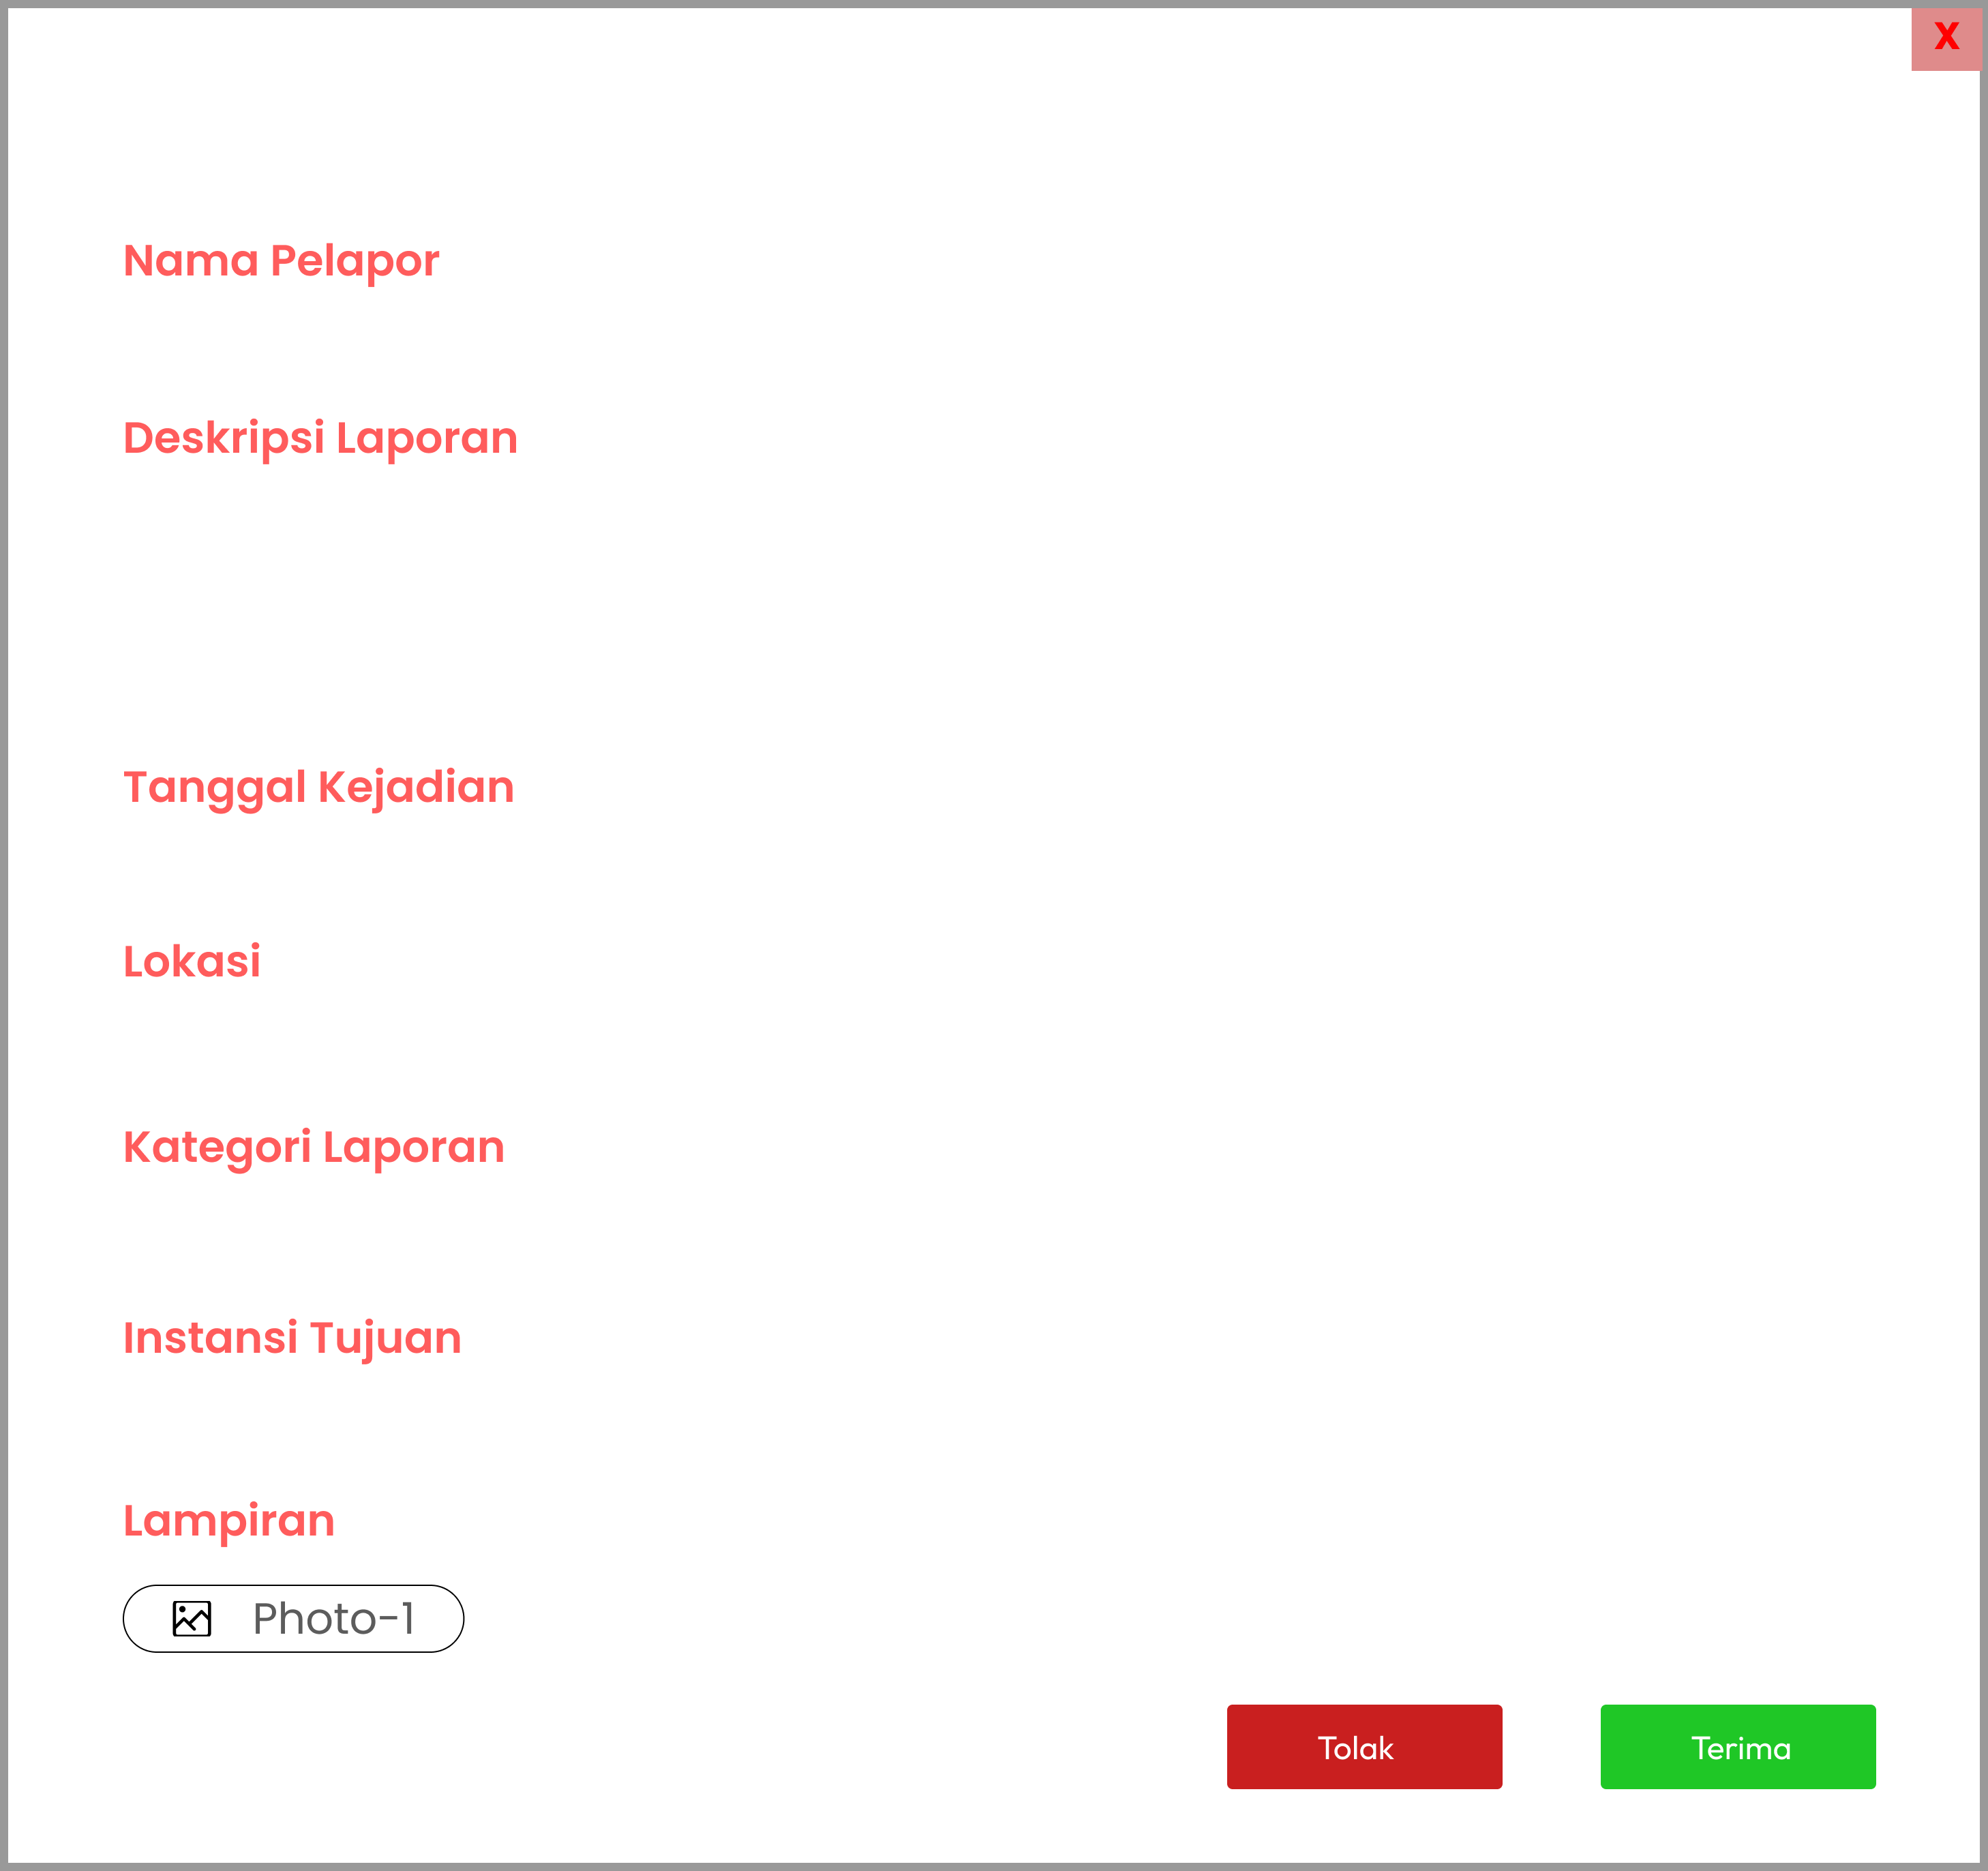 X
Nama Pelapor
Deskripsi Laporan
Tanggal Kejadian
Lokasi
Kategori Laporan
Instansi Tujuan
Lampiran
Photo-1
Tolak
Terima